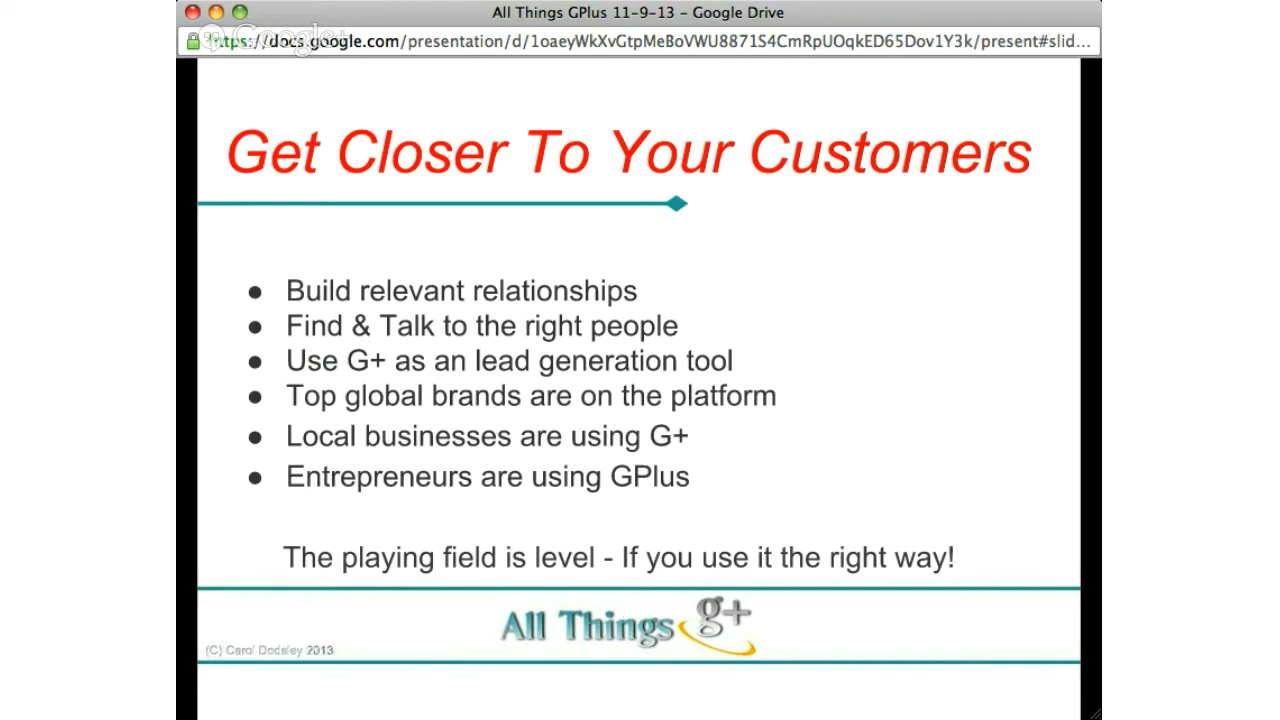 All Things GPlus 11-9-13 – Google Drive
Google+
https://docs.google.com/presentation/d/1oaeyWkXvGtpMeBoVWU8871S4CmRpUOqkED65Dov1Y3k/present#slid...
Get Closer To Your Customers
● Build relevant relationships
● Find & Talk to the right people
● Use G+ as an lead generation tool
● Top global brands are on the platform
● Local businesses are using G+
● Entrepreneurs are using GPlus
The playing field is level - If you use it the right way!
All Things g+
(C) Carol Dodsley 2013